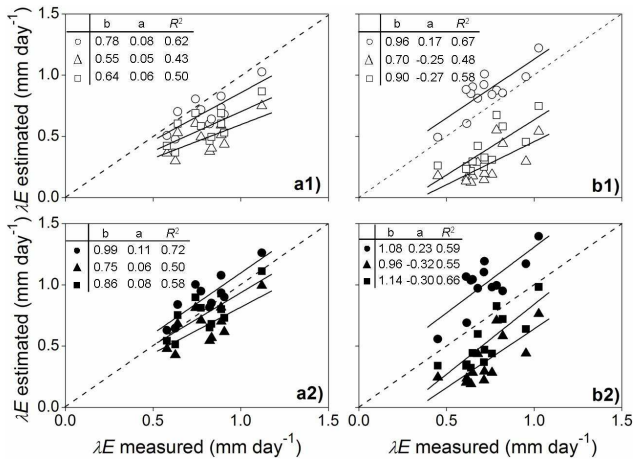 b a R²
○ 0.78 0.08 0.62
△ 0.55 0.05 0.43
□ 0.64 0.06 0.50
a1)
b a R²
○ 0.96 0.17 0.67
△ 0.70 -0.25 0.48
□ 0.90 -0.27 0.58
b1)
λE estimated (mm day⁻¹)
1.5
1.0
0.5
0.0
b a R²
● 0.99 0.11 0.72
▲ 0.75 0.06 0.50
■ 0.86 0.08 0.58
a2)
b a R²
● 1.08 0.23 0.59
▲ 0.96 -0.32 0.55
■ 1.14 -0.30 0.66
b2)
λE estimated (mm day⁻¹)
1.5
1.0
0.5
0.0
0.0 0.5 1.0 1.5
0.0 0.5 1.0 1.5
λE measured (mm day⁻¹)
λE measured (mm day⁻¹)